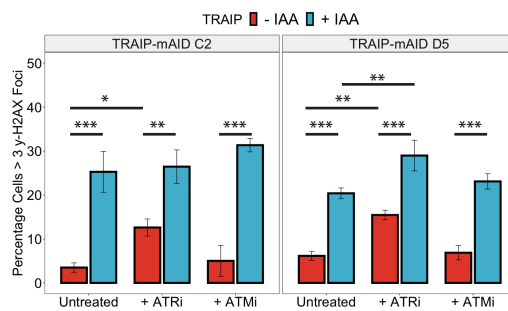 TRAIP - IAA + IAA
TRAIP-mAID C2 TRAIP-mAID D5
Percentage Cells > 3 y-H2AX Foci
50
40
30
20
10
0
* ** **
*** ** *** *** *** ***
Untreated + ATRi + ATMi Untreated + ATRi + ATMi